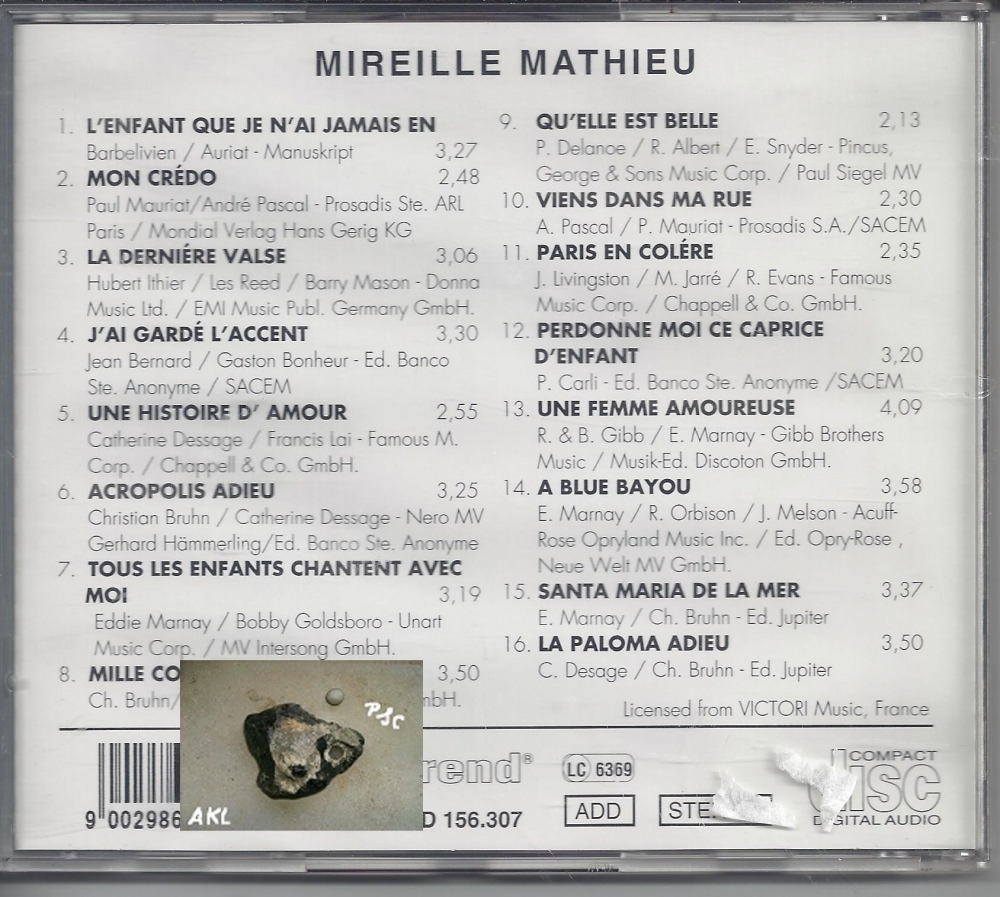 MIREILLE MATHIEU
1. L'ENFANT QUE JE N'AI JAMAIS EN
Barbelivien / Auriat - Manuskript 3,27
2. MON CRÉDO 2,48
Paul Mauriat/André Pascal - Prosadis Ste. ARL
Paris / Mondial Verlag Hans Gerig KG
3. LA DERNIÉRE VALSE 3,06
Hubert Ithier / Les Reed / Barry Mason - Donna
Music Ltd. / EMI Music Publ. Germany GmbH.
4. J'AI GARDÉ L'ACCENT 3,30
Jean Bernard / Gaston Bonheur - Ed. Banco
Ste. Anonyme / SACEM
5. UNE HISTOIRE D' AMOUR 2,55
Catherine Dessage / Francis Lai - Famous M.
Corp. / Chappell & Co. GmbH.
6. ACROPOLIS ADIEU 3,25
Christian Bruhn / Catherine Dessage - Nero MV
Gerhard Hämmerling/Ed. Banco Ste. Anonyme
7. TOUS LES ENFANTS CHANTENT AVEC
MOI 3,19
Eddie Marnay / Bobby Goldsboro - Unart
Music Corp. / MV Intersong GmbH.
8. MILLE CO 3,50
Ch. Bruhn/ nbH.
9. QU'ELLE EST BELLE 2,13
P. Delanoe / R. Albert / E. Snyder - Pincus,
George & Sons Music Corp. / Paul Siegel MV
10. VIENS DANS MA RUE 2,30
A. Pascal / P. Mauriat - Prosadis S.A./SACEM
11. PARIS EN COLÉRE 2,35
J. Livingston / M. Jarré / R. Evans - Famous
Music Corp. / Chappell & Co. GmbH.
12. PERDONNE MOI CE CAPRICE
D'ENFANT 3,20
P. Carli - Ed. Banco Ste. Anonyme /SACEM
13. UNE FEMME AMOUREUSE 4,09
R. & B. Gibb / E. Marnay - Gibb Brothers
Music / Musik-Ed. Discoton GmbH.
14. A BLUE BAYOU 3,58
E. Marnay / R. Orbison / J. Melson - Acuff-
Rose Opryland Music Inc. / Ed. Opry-Rose ,
Neue Welt MV GmbH.
15. SANTA MARIA DE LA MER 3,37
E. Marnay / Ch. Bruhn - Ed. Jupiter
16. LA PALOMA ADIEU 3,50
C. Desage / Ch. Bruhn - Ed. Jupiter
Licensed from VICTORI Music, France
9 002986
AKL
rend®
D 156.307
LC 6369
ADD
STE
COMPACT
DISC
DIGITAL AUDIO